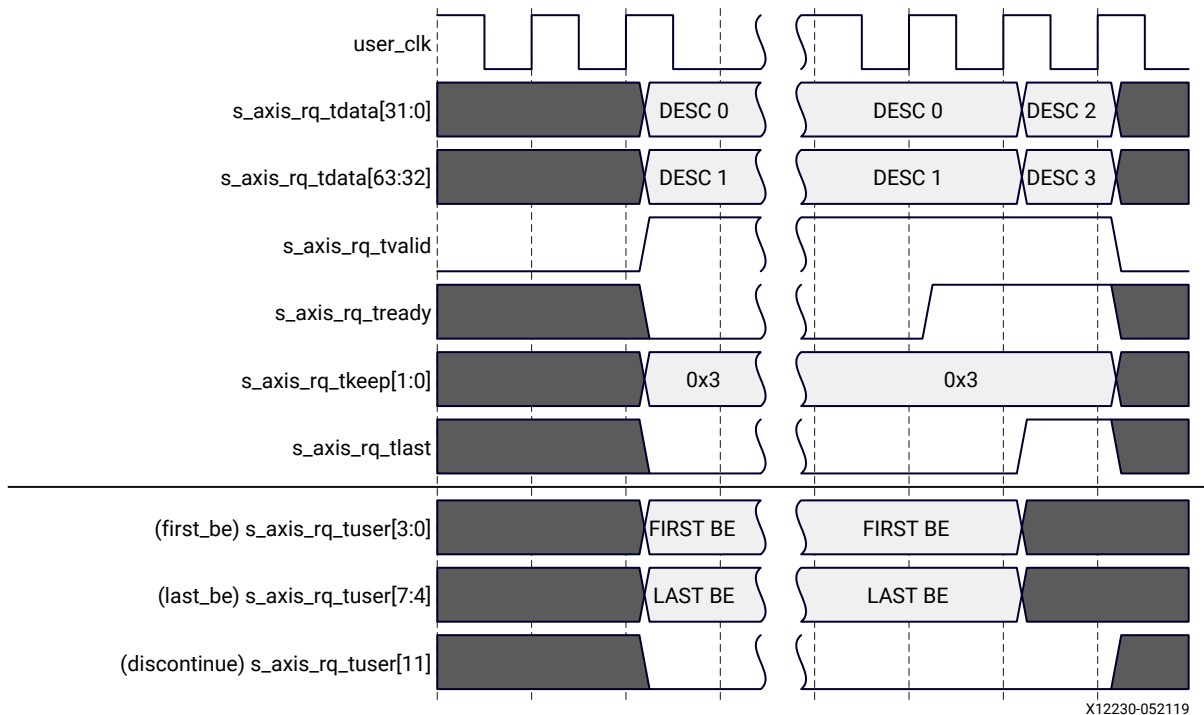 user_clk
s_axis_rq_tdata[31:0] DESC 0 DESC 0 DESC 2
s_axis_rq_tdata[63:32] DESC 1 DESC 1 DESC 3
s_axis_rq_tvalid
s_axis_rq_tready
s_axis_rq_tkeep[1:0] 0x3 0x3
s_axis_rq_tlast
(first_be) s_axis_rq_tuser[3:0] FIRST BE FIRST BE
(last_be) s_axis_rq_tuser[7:4] LAST BE LAST BE
(discontinue) s_axis_rq_tuser[11]
X12230-052119